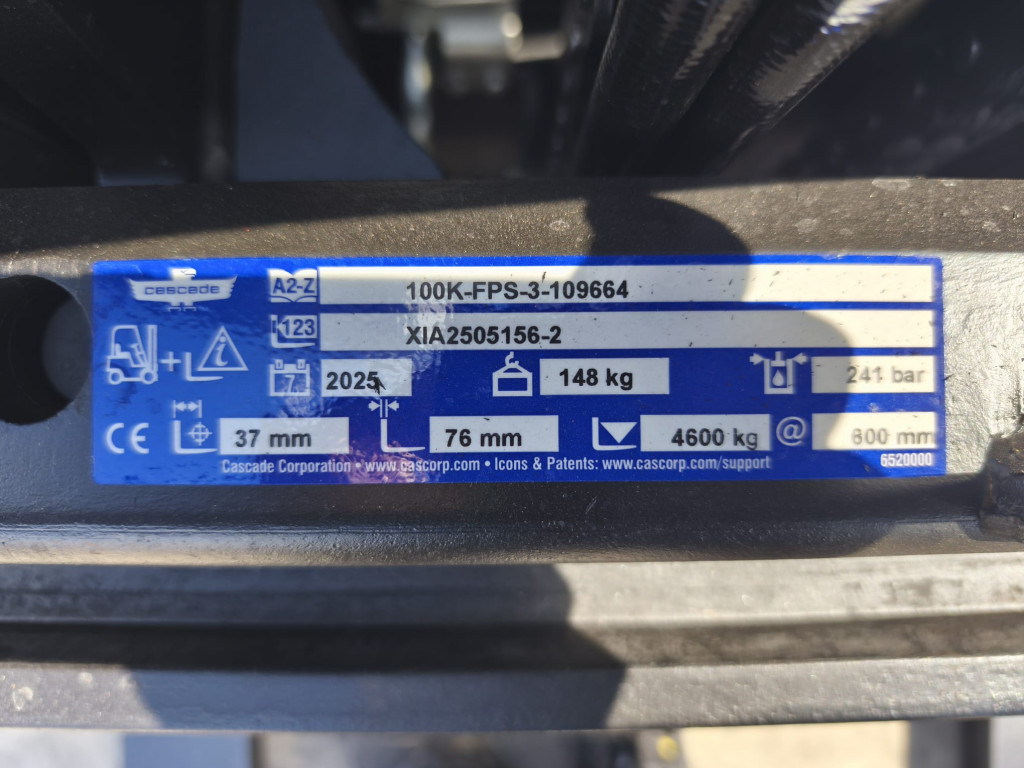 cascade
A2-Z 100K-FPS-3-109664
123 XIA2505156-2
7 2025 148 kg 241 bar
CE 37 mm 76 mm 4600 kg @ 600 mm
Cascade Corporation • www.cascorp.com • Icons & Patents: www.cascorp.com/support 6520000